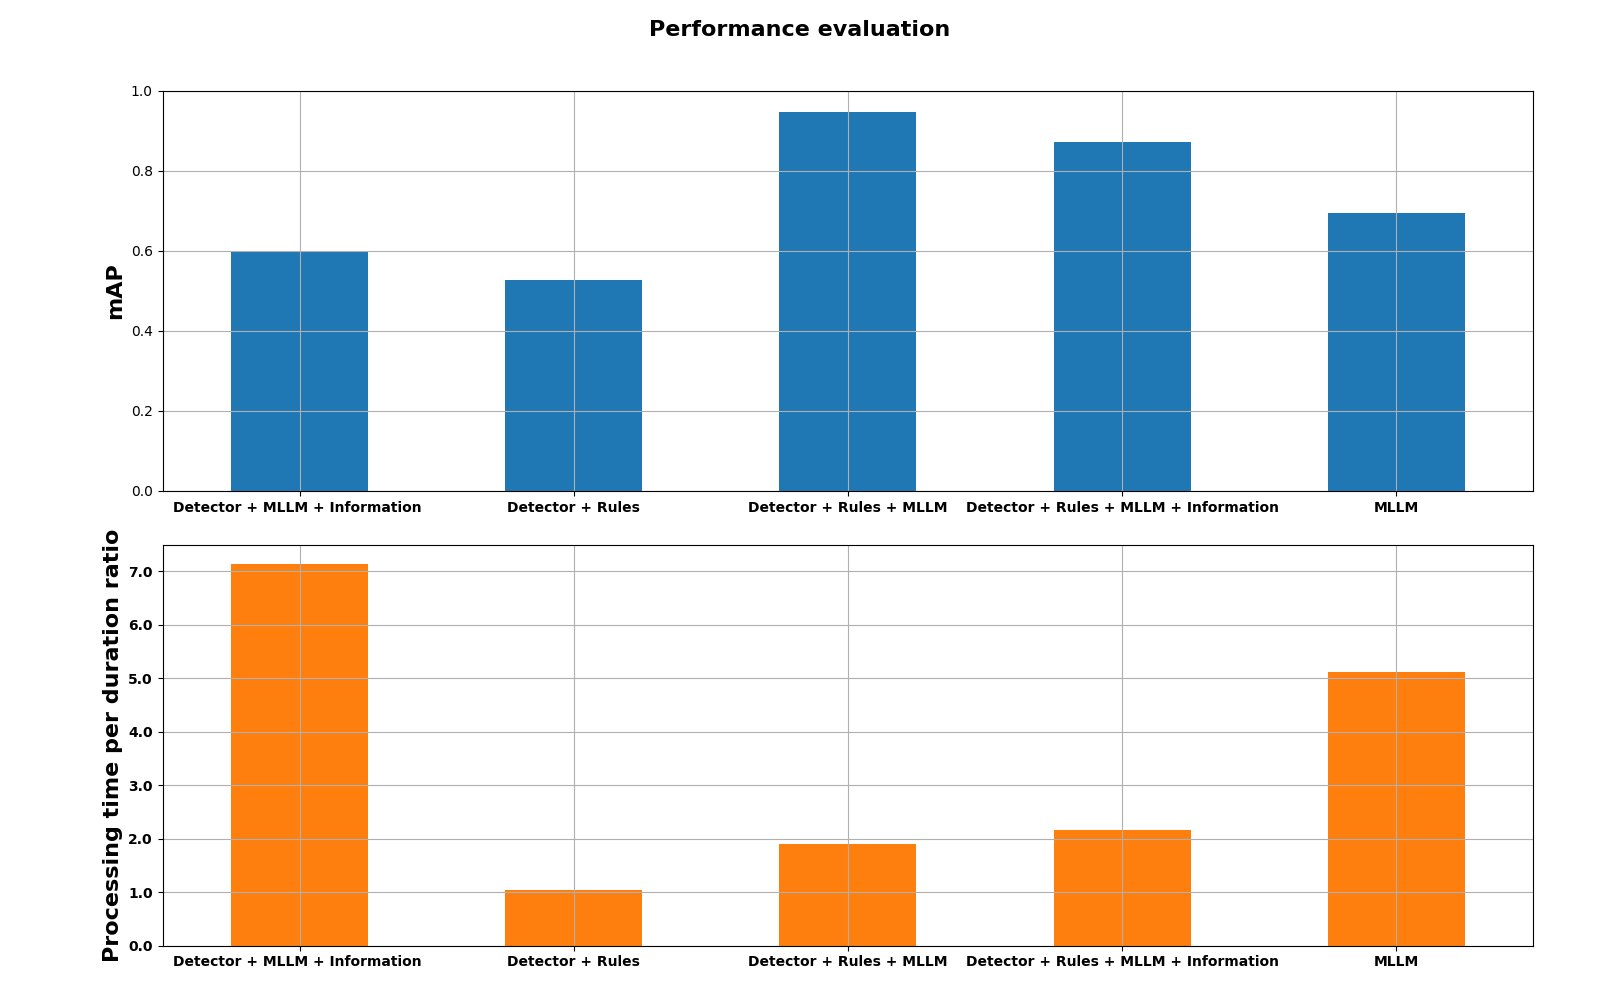 Performance evaluation
mAP
1.0
0.8
0.6
0.4
0.2
0.0
Detector + MLLM + Information
Detector + Rules
Detector + Rules + MLLM
Detector + Rules + MLLM + Information
MLLM
Processing time per duration ratio
7.0
6.0
5.0
4.0
3.0
2.0
1.0
0.0
Detector + MLLM + Information
Detector + Rules
Detector + Rules + MLLM
Detector + Rules + MLLM + Information
MLLM